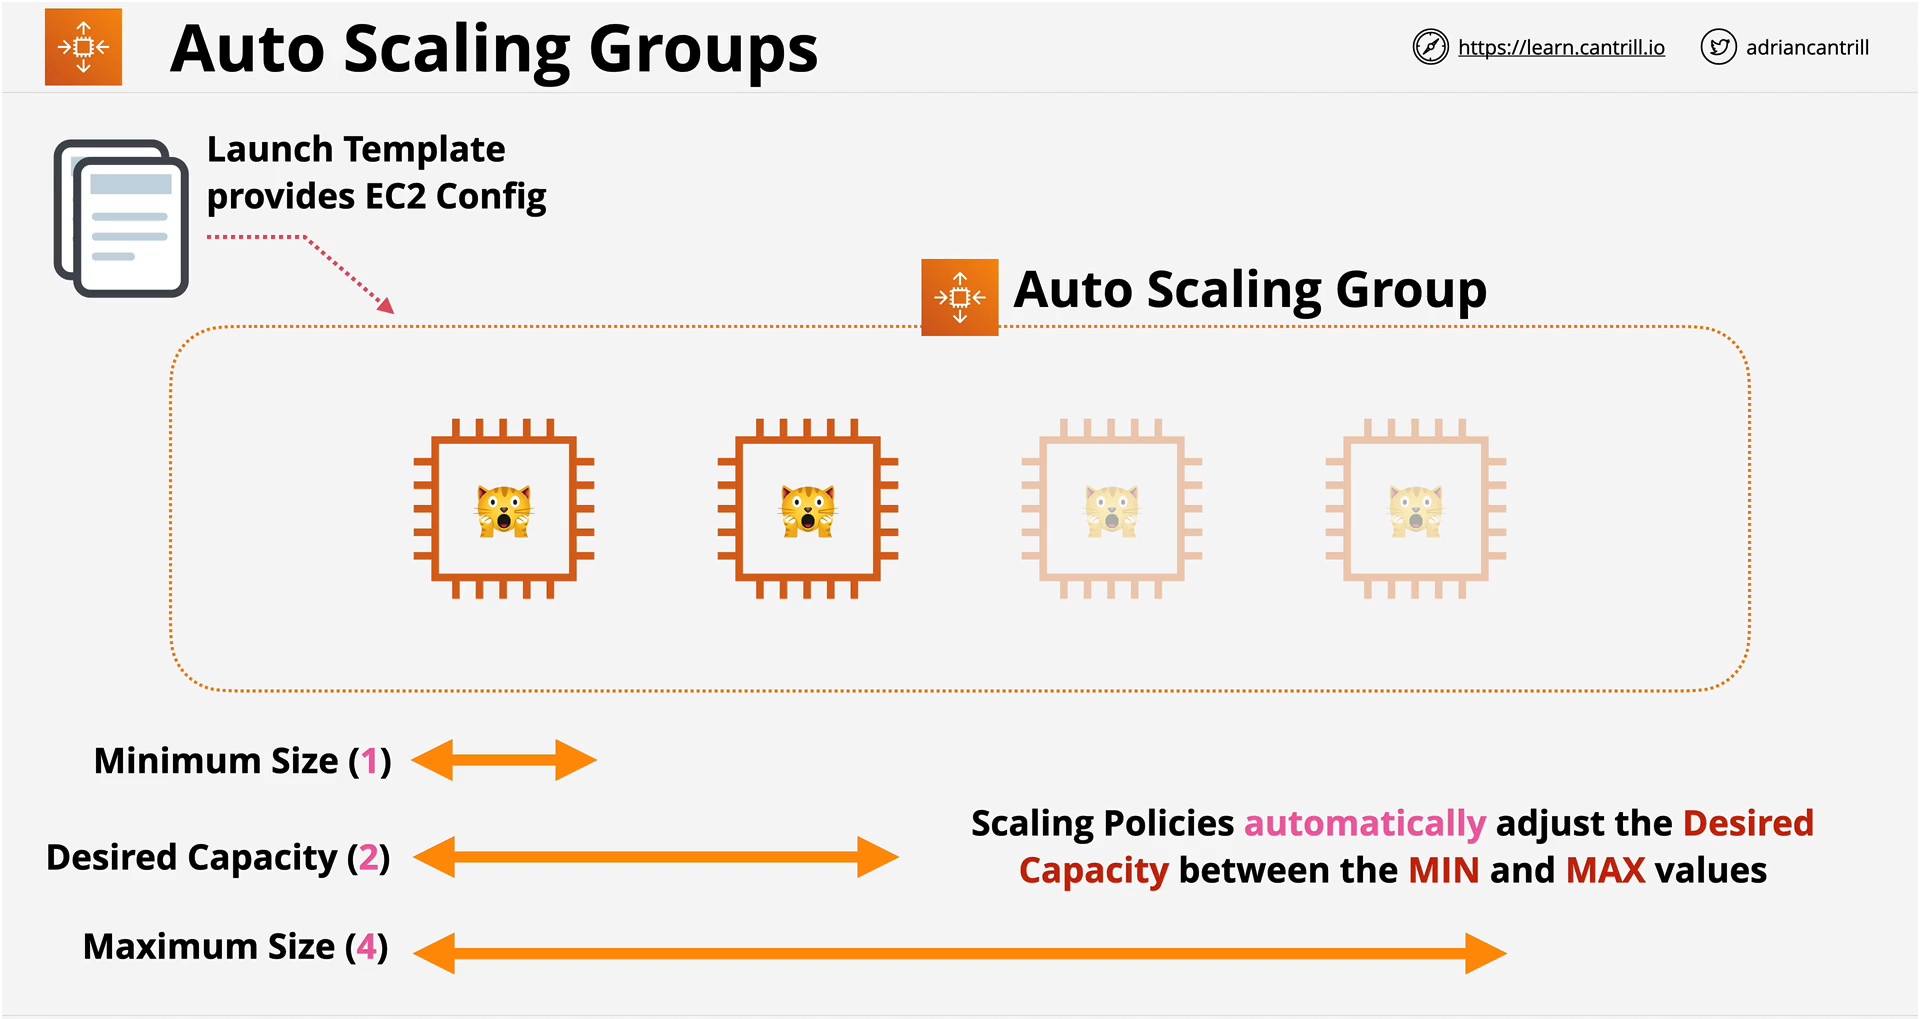 Auto Scaling Groups
https://learn.cantrill.io
adriancantrill
Launch Template
provides EC2 Config
Auto Scaling Group
Minimum Size (1)
Desired Capacity (2)
Maximum Size (4)
Scaling Policies automatically adjust the Desired
Capacity between the MIN and MAX values